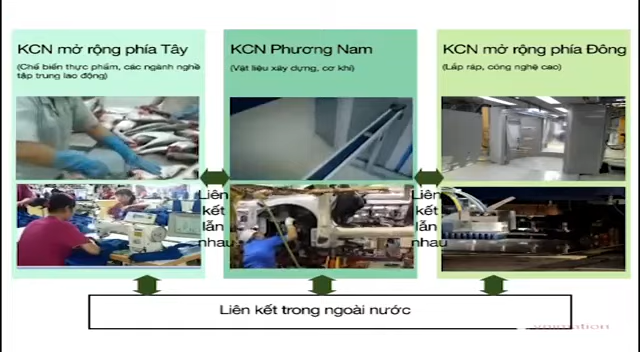 KCN mở rộng phía Tây
(Chế biến thực phẩm, các ngành nghề
tập trung lao động)
KCN Phương Nam
(Vật liệu xây dựng, cơ khí)
KCN mở rộng phía Đông
(Lắp ráp, công nghệ cao)
Liên
kết
lẫn
nhau
Liên
kết
lẫn
nhau
Liên kết trong ngoài nước